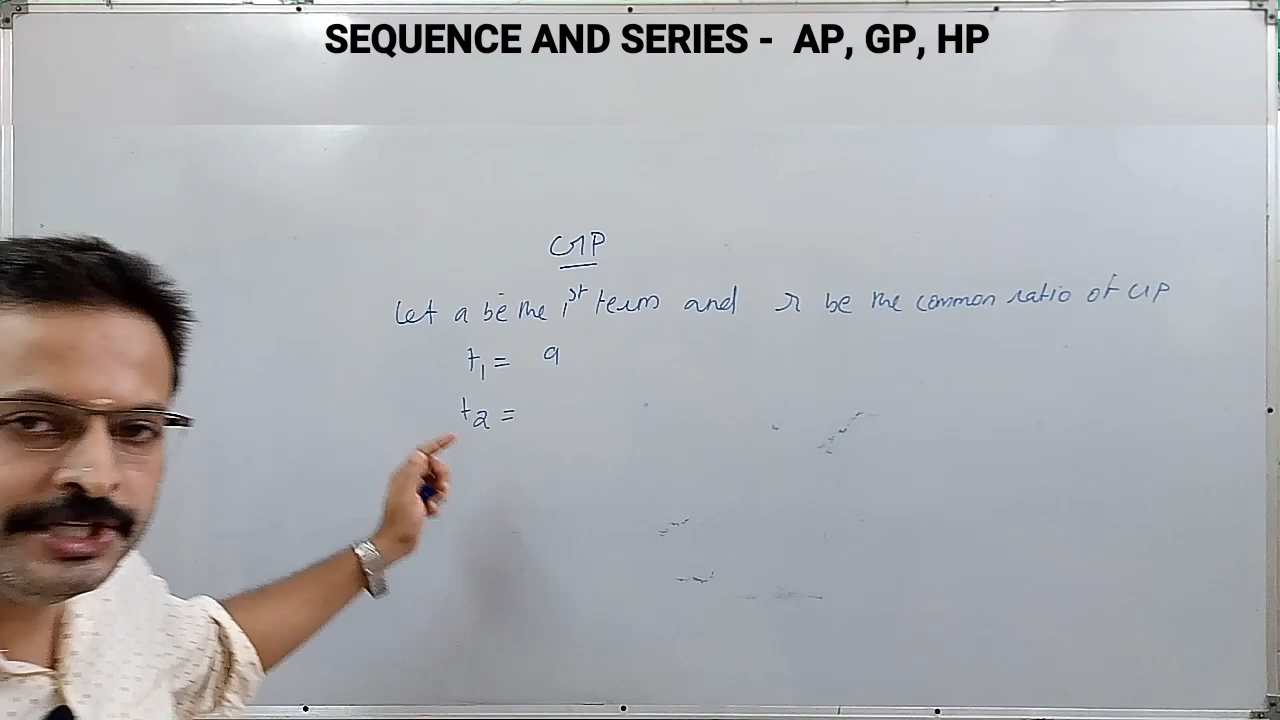 SEQUENCE AND SERIES - AP, GP, HP
GP
Let a be the 1st term and r be the common ratio of GP
t1 = a
t2 =